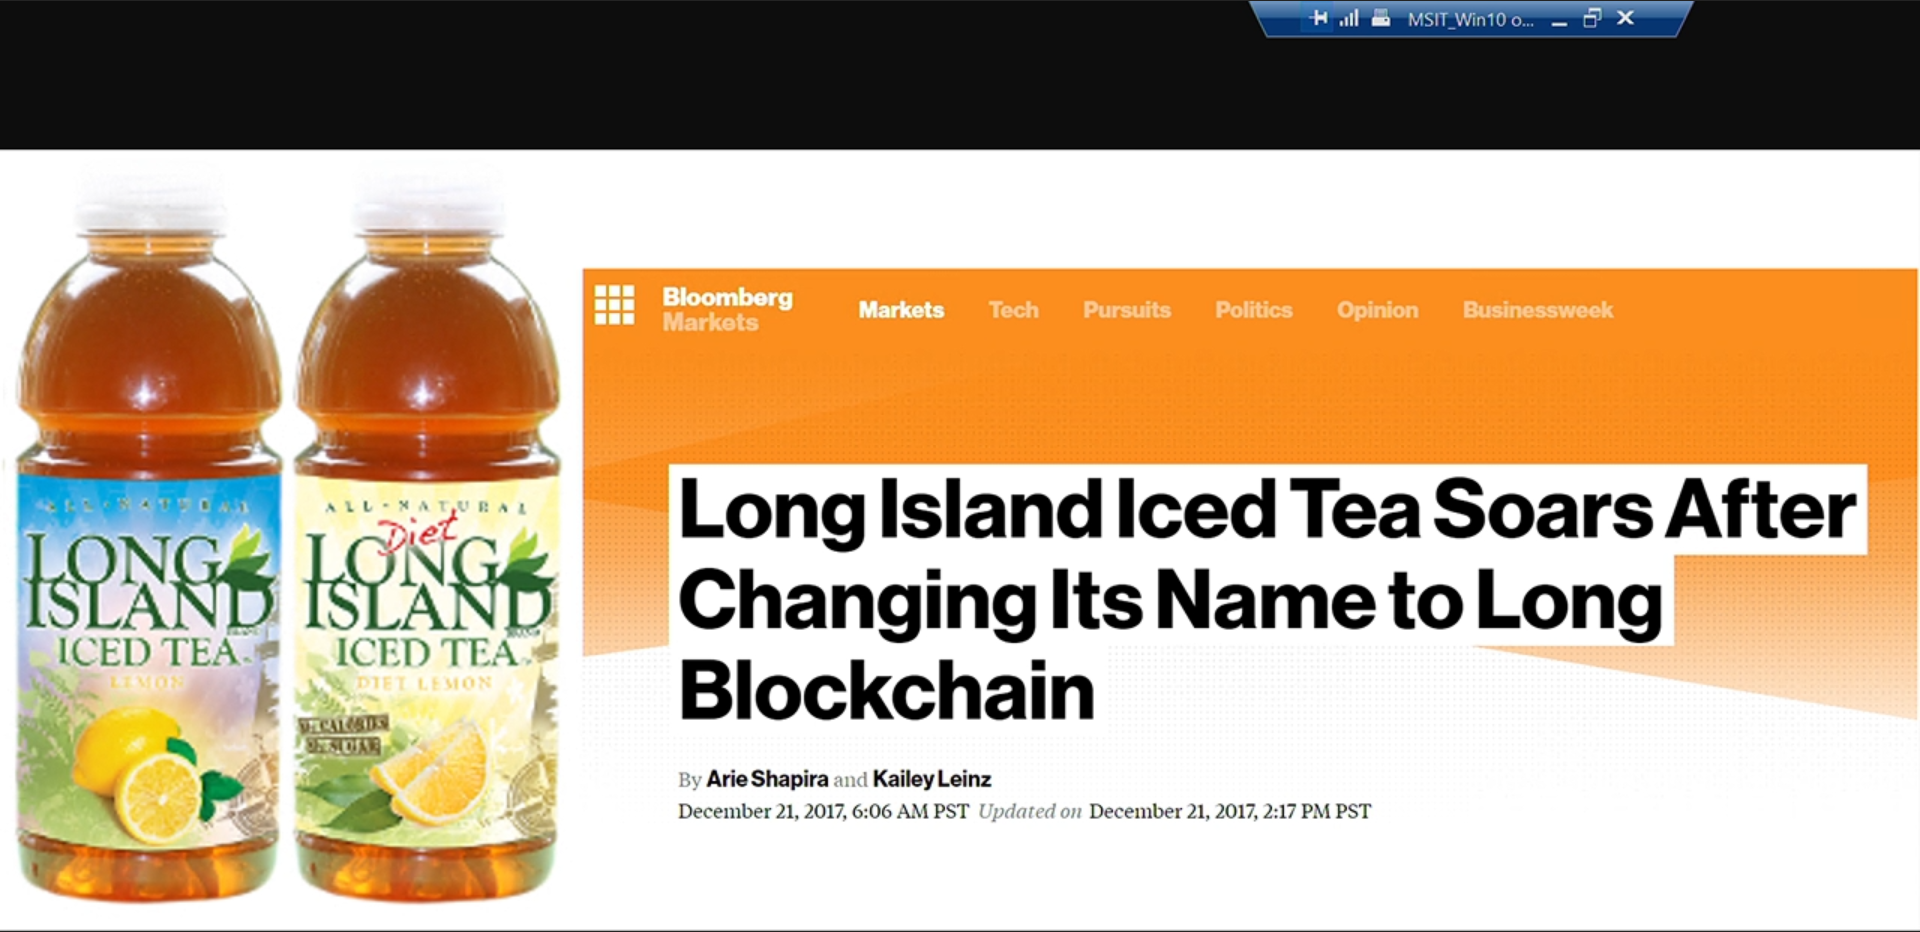 MSIT_Win10 o...
Bloomberg
Markets
Markets Tech Pursuits Politics Opinion Businessweek
Long Island Iced Tea Soars After
Changing Its Name to Long
Blockchain
By Arie Shapira and Kailey Leinz
December 21, 2017, 6:06 AM PST Updated on December 21, 2017, 2:17 PM PST
ALL-NATURAL
LONG
ISLAND
ICED TEA
LEMON
ALL-NATURAL
Diet
LONG
ISLAND
ICED TEA
DIET LEMON
CALORIES
SUGAR